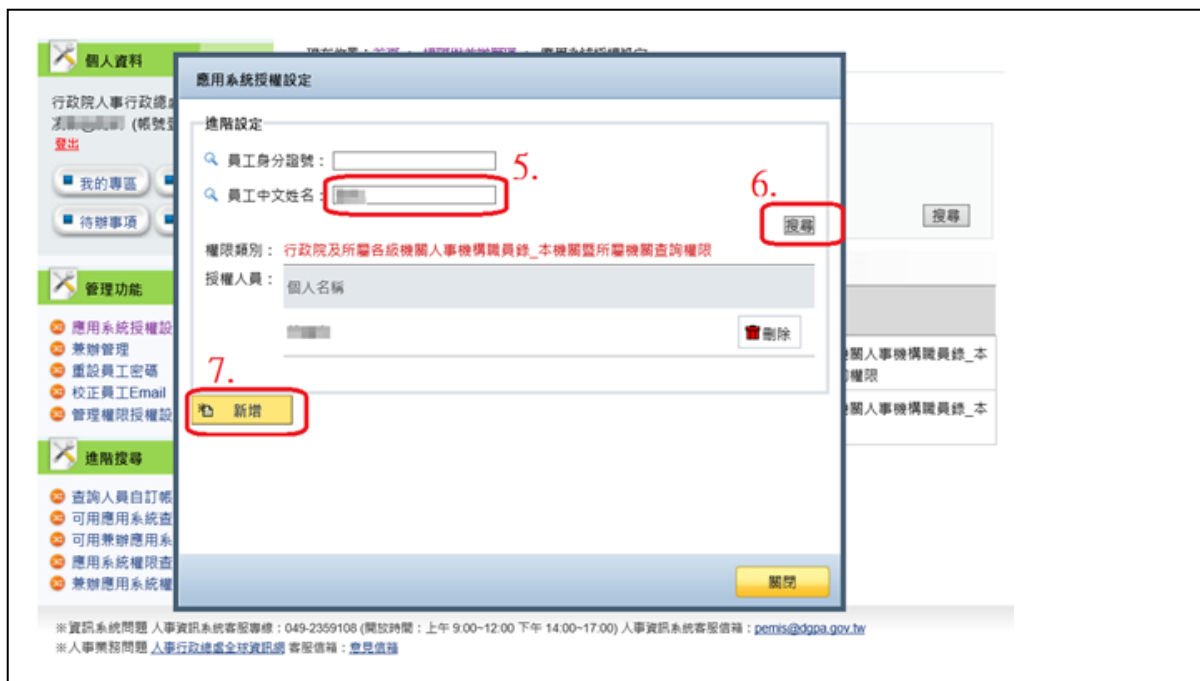 個人資料
行政院人事行政總
(帳號
登出
我的專區
待辦事項
管理功能
應用系統授權設
兼辦管理
重設員工密碼
校正員工Email
管理權限授權設
進階搜尋
查詢人員自訂帳
可用應用系統查
可用兼辦應用系
應用系統權限查
兼辦應用系統權
應用系統授權設定
進階設定
員工身分證號：
5.
員工中文姓名：
6.
搜尋
權限類別： 行政院及所屬各級機關人事機構職員錄_本機關暨所屬機關查詢權限
授權人員： 個人名稱
刪除
7.
新增
關閉
搜尋
關人事機構職員錄_本
權限
關人事機構職員錄_本
※資訊系統問題 人事資訊系統客服專線：049-2359108 (開放時間：上午 9:00~12:00 下午 14:00~17:00) 人事資訊系統客服信箱：pemis@dgpa.gov.tw
※人事業務問題 人事行政總處全球資訊網 客服信箱：意見信箱